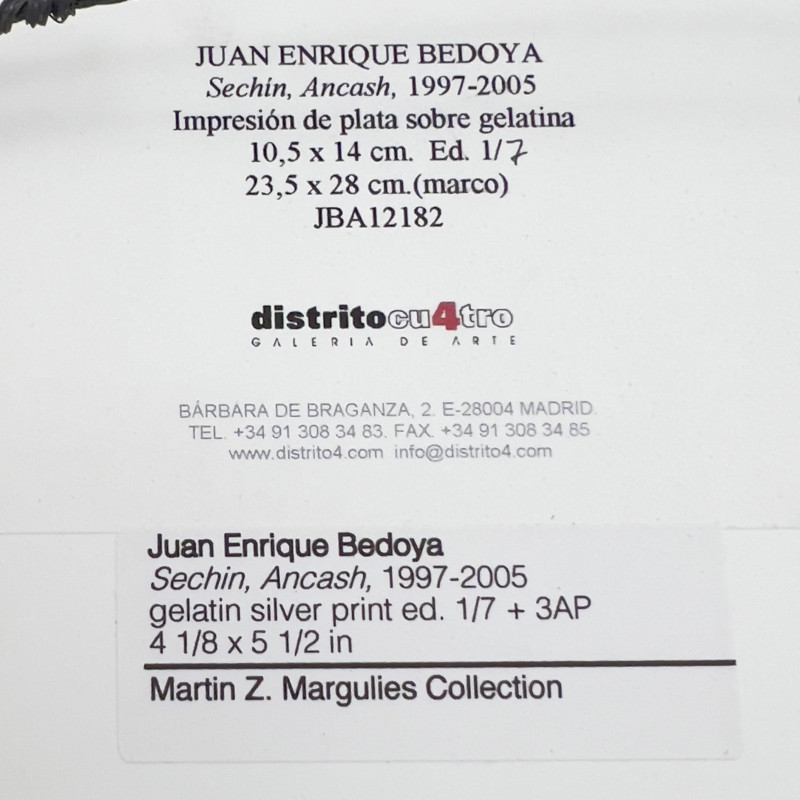 JUAN ENRIQUE BEDOYA
Sechín, Ancash, 1997-2005
Impresión de plata sobre gelatina
10,5 x 14 cm. Ed. 1/7
23,5 x 28 cm.(marco)
JBA12182
distritocu4tro
GALERIA DE ARTE
BÁRBARA DE BRAGANZA, 2. E-28004 MADRID.
TEL. +34 91 308 34 83. FAX. +34 91 308 34 85
www.distrito4.com info@distrito4.com
Juan Enrique Bedoya
Sechin, Ancash, 1997-2005
gelatin silver print ed. 1/7 + 3AP
4 1/8 x 5 1/2 in
Martin Z. Margulies Collection